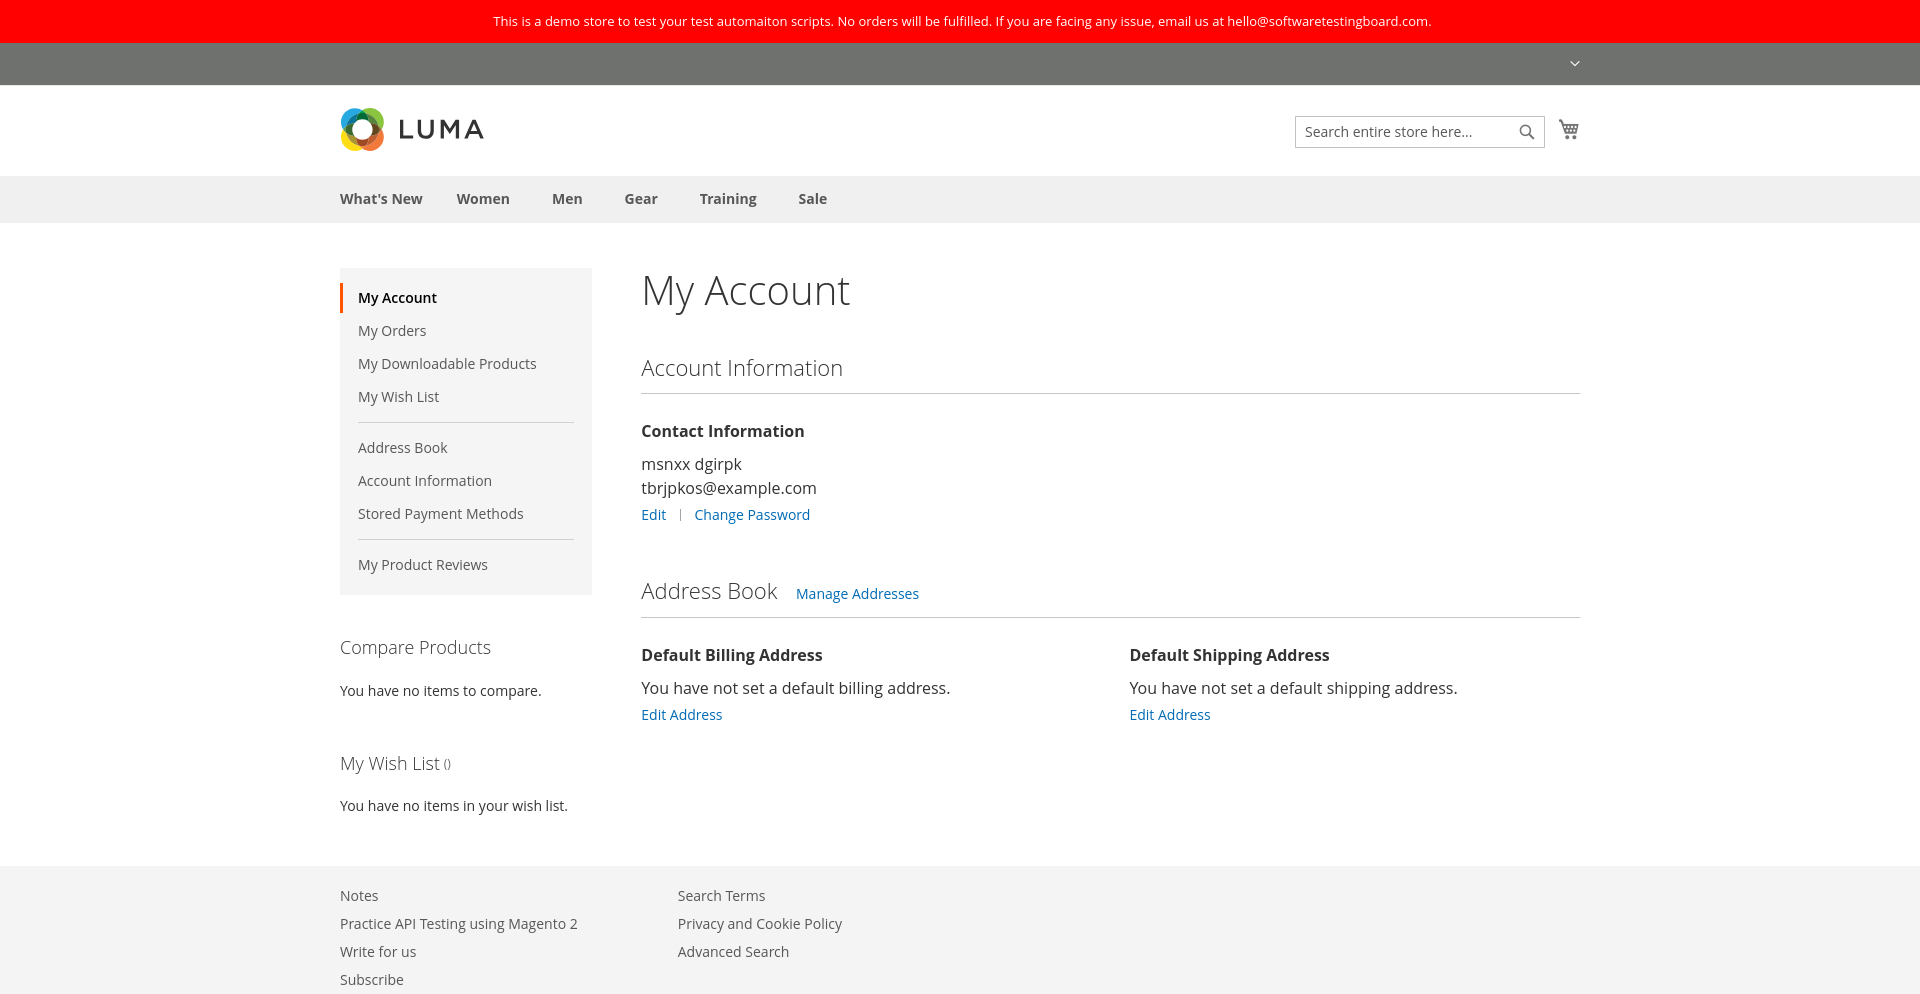 This is a demo store to test your test automaiton scripts. No orders will be fulfilled. If you are facing any issue, email us at hello@softwaretestingboard.com.
LUMA
Search entire store here...
What's New Women Men Gear Training Sale
My Account
My Orders
My Downloadable Products
My Wish List
Address Book
Account Information
Stored Payment Methods
My Product Reviews
Compare Products
You have no items to compare.
My Wish List ()
You have no items in your wish list.
My Account
Account Information
Contact Information
msnxx dgirpk
tbrjpkos@example.com
Edit | Change Password
Address Book Manage Addresses
Default Billing Address
You have not set a default billing address.
Edit Address
Default Shipping Address
You have not set a default shipping address.
Edit Address
Notes
Practice API Testing using Magento 2
Write for us
Subscribe
Search Terms
Privacy and Cookie Policy
Advanced Search